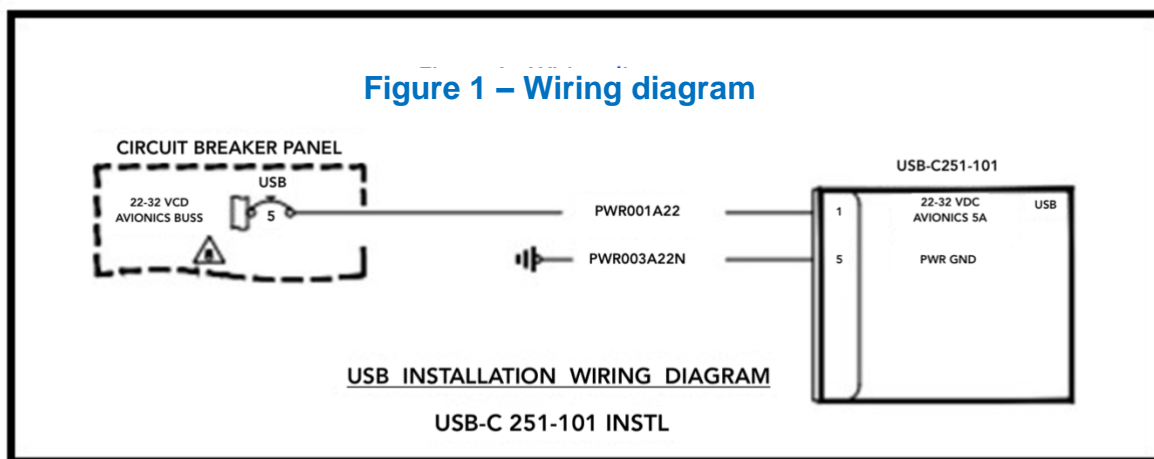 Figure 1 – Wiring diagram
CIRCUIT BREAKER PANEL
USB
22-32 VCD
AVIONICS BUSS
5
PWR001A22
PWR003A22N
USB-C251-101
1
22-32 VDC
AVIONICS 5A
USB
5
PWR GND
USB INSTALLATION WIRING DIAGRAM
USB-C 251-101 INSTL